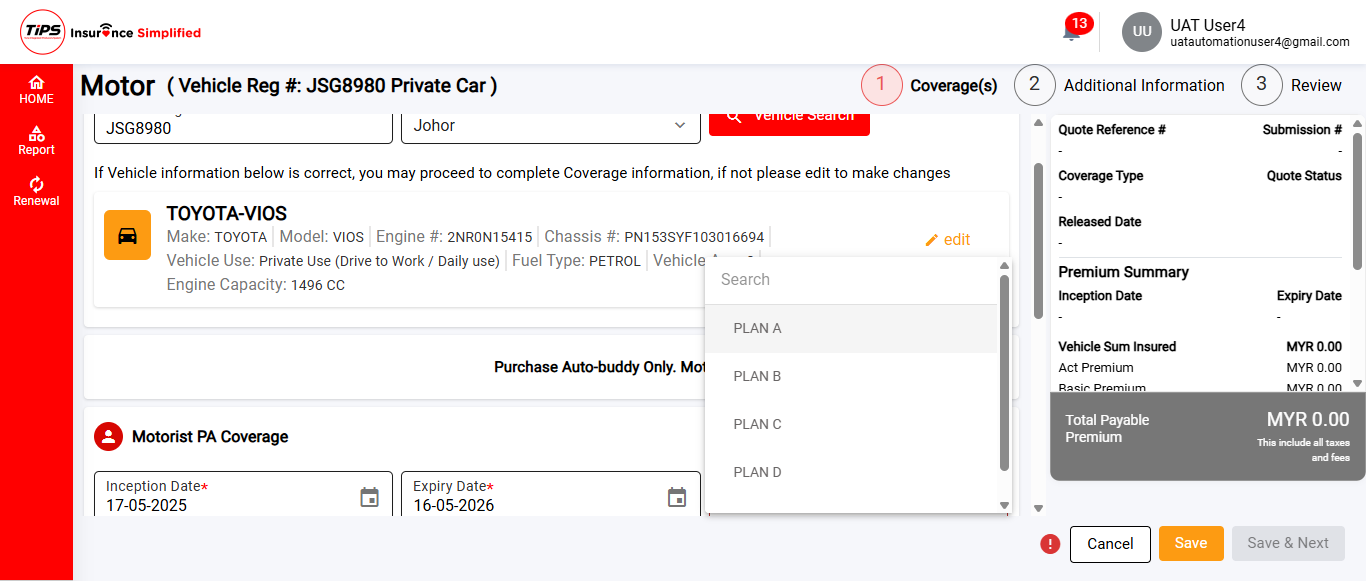 TiPS Insurance Simplified
13
UU
UAT User4
uatautomationuser4@gmail.com
HOME
Report
Renewal
Motor ( Vehicle Reg #: JSG8980 Private Car )
1 Coverage(s) 2 Additional Information 3 Review
JSG8980
Johor
Vehicle Search
If Vehicle information below is correct, you may proceed to complete Coverage information, if not please edit to make changes
TOYOTA-VIOS
Make: TOYOTA Model: VIOS Engine #: 2NR0N15415 Chassis #: PN153SYF103016694
edit
Vehicle Use: Private Use (Drive to Work / Daily use) Fuel Type: PETROL Vehicle
Engine Capacity: 1496 CC
Search
PLAN A
PLAN B
PLAN C
PLAN D
Purchase Auto-buddy Only.
Motorist PA Coverage
Inception Date*
17-05-2025
Expiry Date*
16-05-2026
Quote Reference # Submission #
- -
Coverage Type Quote Status
-
Released Date
-
Premium Summary
Inception Date Expiry Date
- -
Vehicle Sum Insured MYR 0.00
Act Premium MYR 0.00
Basic Premium MYR 0.00
Total Payable Premium
MYR 0.00
This include all taxes
and fees
Cancel
Save
Save & Next